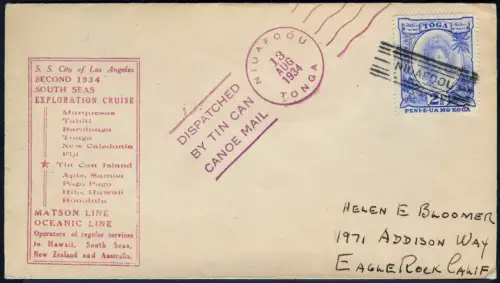 S. S. City of Los Angeles
SECOND 1934
SOUTH SEAS
EXPLORATION CRUISE
Marquesas
Tahiti
Rarotonga
Tonga
New Caledonia
Fiji
Tin Can Island
Apia, Samoa
Pago Pago
Hilo, Hawaii
Honolulu
MATSON LINE
OCEANIC LINE
Operators of regular services
to Hawaii, South Seas,
New Zealand and Australia.
DISPATCHED
BY TIN CAN
CANOE MAIL
NIUAFOOU
13
AUG
1934
TONGA
TOGA
NIUAFOOU
PENI-E-UA MO KOGA
HELEN E BLOOMER
1971 ADDISON WAY
EAGLE ROCK CALIF